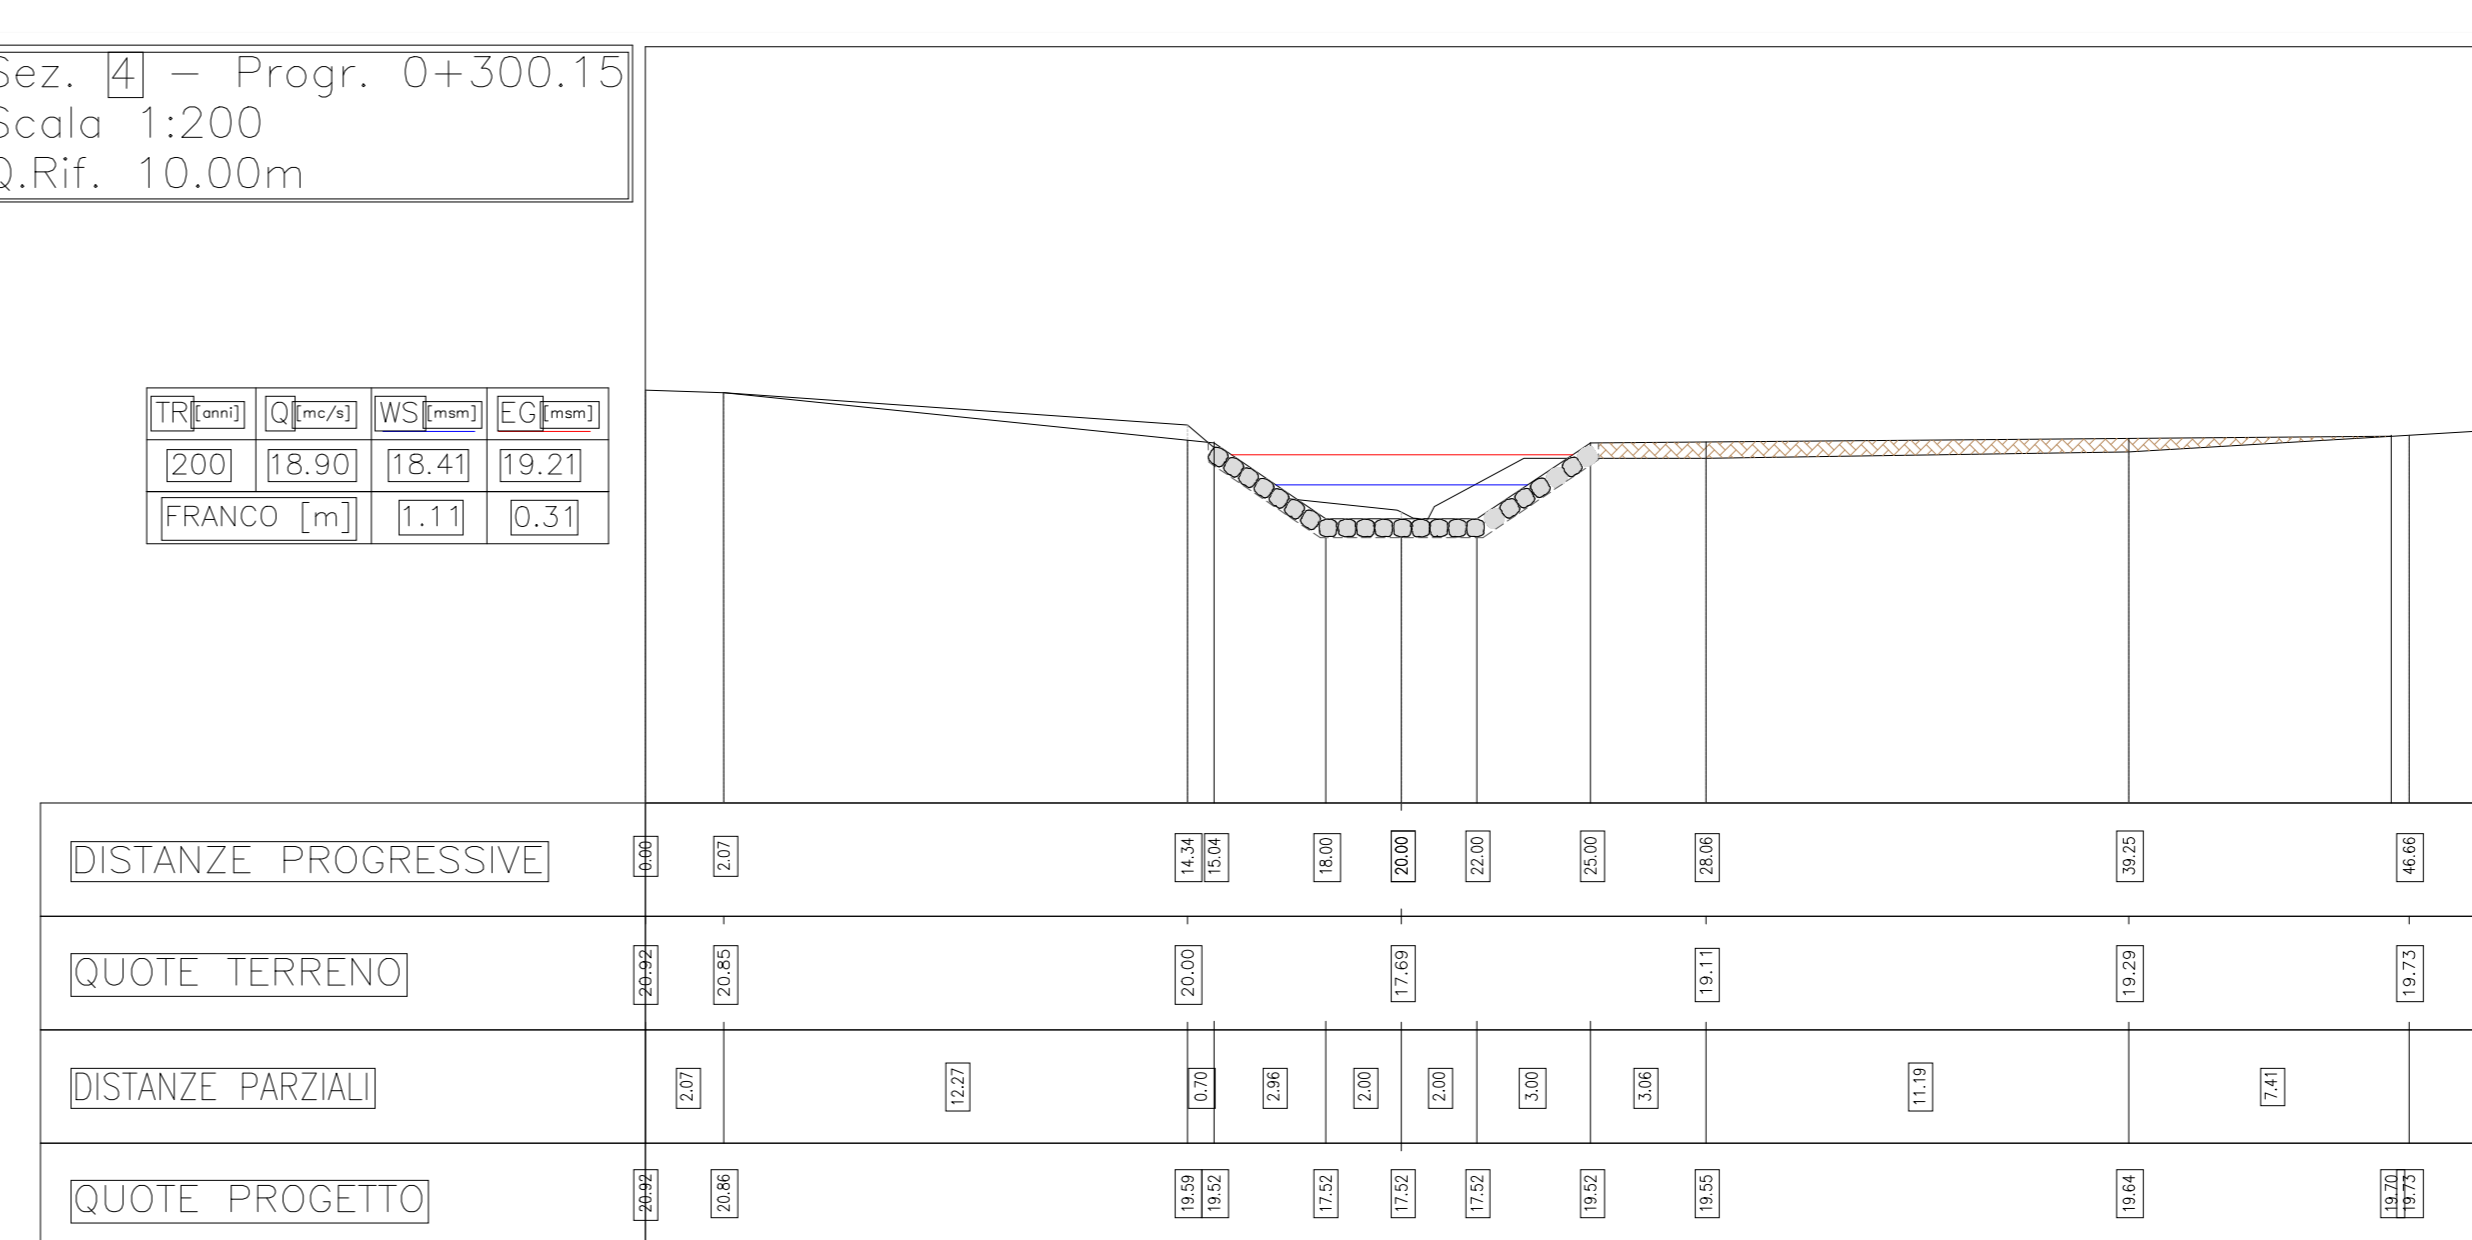 Sez. 4 – Progr. 0+300.15
Scala 1:200
Q.Rif. 10.00m
TR[anni] Q[mc/s] WS[msm] EG[msm]
200 18.90 18.41 19.21
FRANCO [m] 1.11 0.31
DISTANZE PROGRESSIVE 0.00 2.07 14.34 15.04 18.00 20.00 22.00 25.00 28.06 39.25 46.66
QUOTE TERRENO 20.92 20.85 20.00 17.69 19.11 19.29 19.73
DISTANZE PARZIALI 2.07 12.27 0.70 2.96 2.00 2.00 3.00 3.06 11.19 7.41
QUOTE PROGETTO 20.92 20.86 19.59 19.52 17.52 17.52 17.52 19.52 19.55 19.64 19.70 19.73